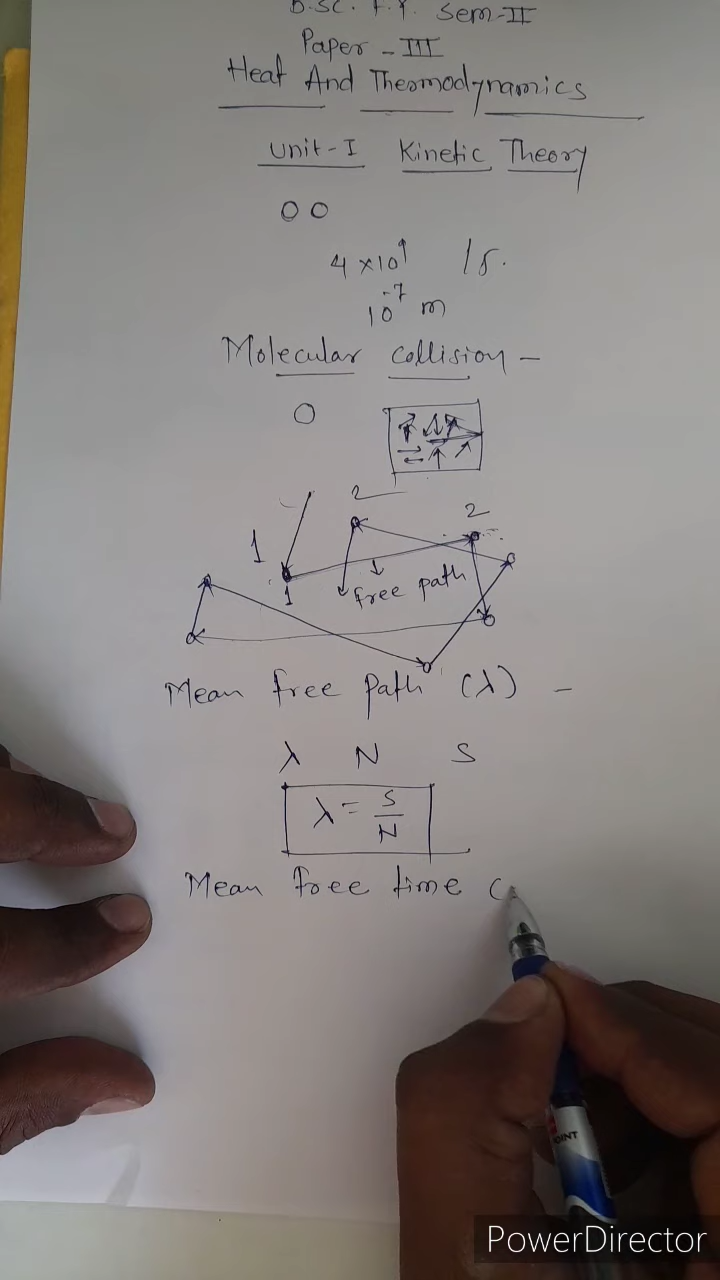 B.Sc. F.Y. Sem-II
Paper - III
Heat And Thermodynamics
Unit-I Kinetic Theory
4 × 10⁹ / s.
10⁻⁷ m
Molecular Collision -
2
2
1
1
free path
Mean free Path (λ) -
λ N S
λ = S/N
Mean free time (
POINT
PowerDirector